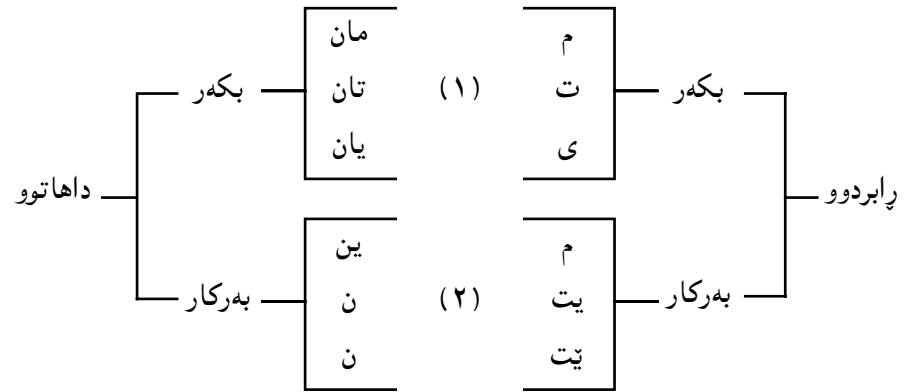 م مان
بکەر ت (١) تان بکەر
ی یان
ڕابردوو داهاتوو
م ین
بەرکار یت (٢) ن بەرکار
ێت ن